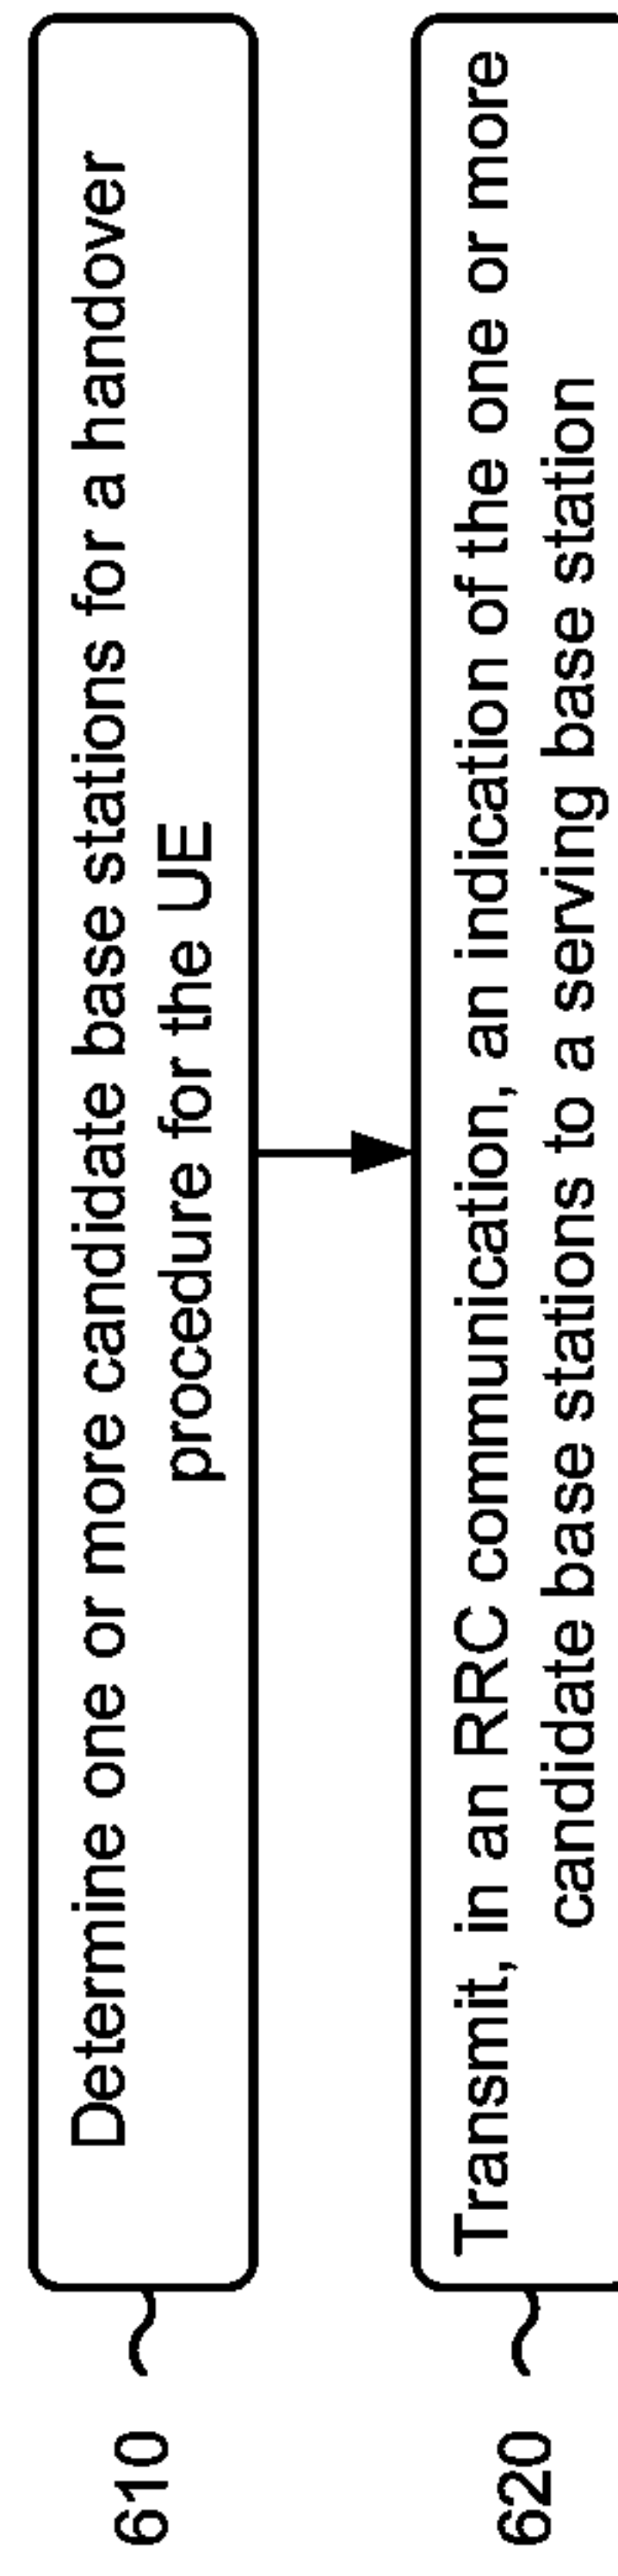 610
Determine one or more candidate base stations for a handover
procedure for the UE
620
Transmit, in an RRC communication, an indication of the one or more
candidate base stations to a serving base station